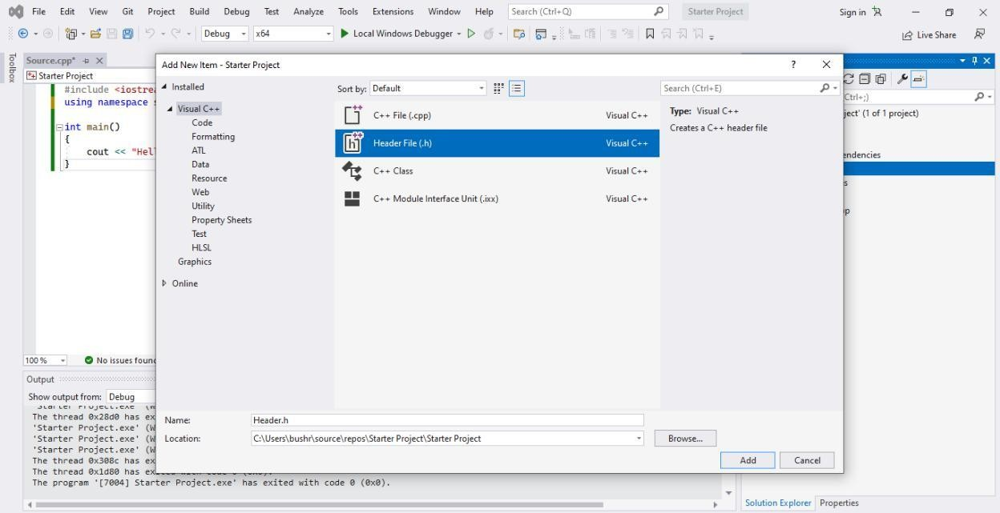 File Edit View Git Project Build Debug Test Analyze Tools Extensions Window Help Search (Ctrl+Q) Starter Project Sign in
Debug x64 Local Windows Debugger Live Share
Toolbox
Source.cpp*
Starter Project
#include <iostrea
using namespace s
int main()
{
cout << "Hell
}
100 % No issues found
Output
Show output from: Debug
'Starter Project.exe' (W
The thread 0x28d0 has ex
'Starter Project.exe' (W
'Starter Project.exe' (W
'Starter Project.exe' (W
The thread 0x308c has ex
The thread 0x1d80 has exited with code 0 (0x0).
The program '[7004] Starter Project.exe' has exited with code 0 (0x0).
Add New Item - Starter Project ? 
Installed
Visual C++
Code
Formatting
ATL
Data
Resource
Web
Utility
Property Sheets
Test
HLSL
Graphics
Online
Sort by: Default
Search (Ctrl+E)
C++ File (.cpp) Visual C++
Header File (.h) Visual C++
C++ Class Visual C++
C++ Module Interface Unit (.ixx) Visual C++
Type: Visual C++
Creates a C++ header file
Name: Header.h
Location: C:\Users\bushr\source\repos\Starter Project\Starter Project
Browse...
Add Cancel
Ctrl+;)
ject' (1 of 1 project)
endencies
s
p
Solution Explorer Properties